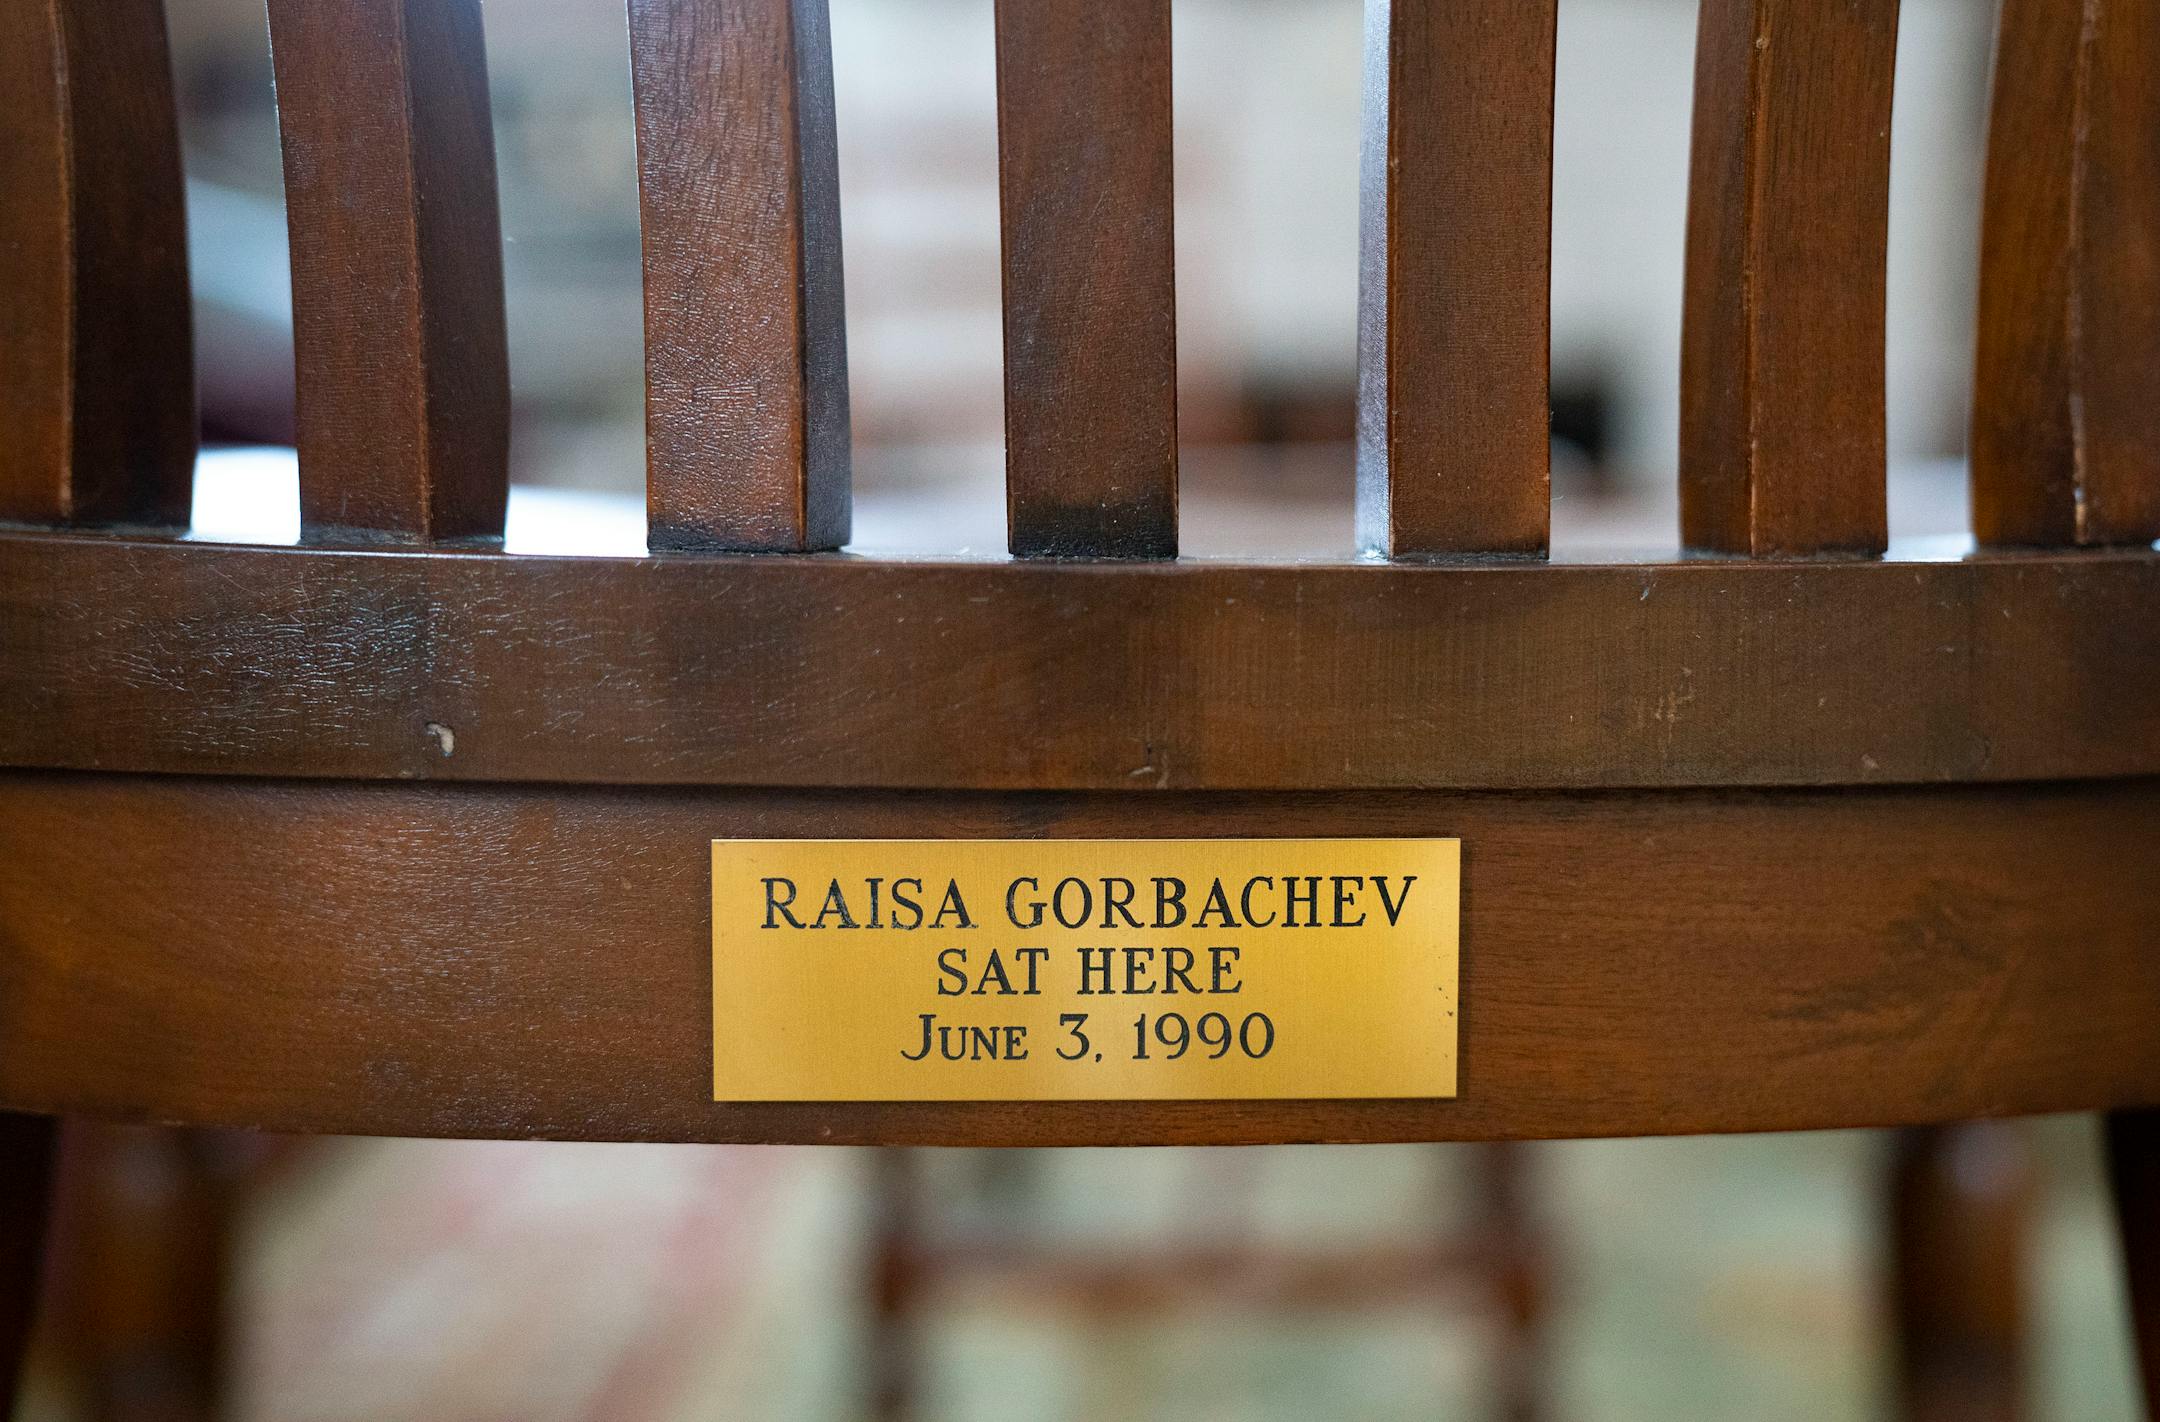 RAISA GORBACHEV
SAT HERE
JUNE 3, 1990